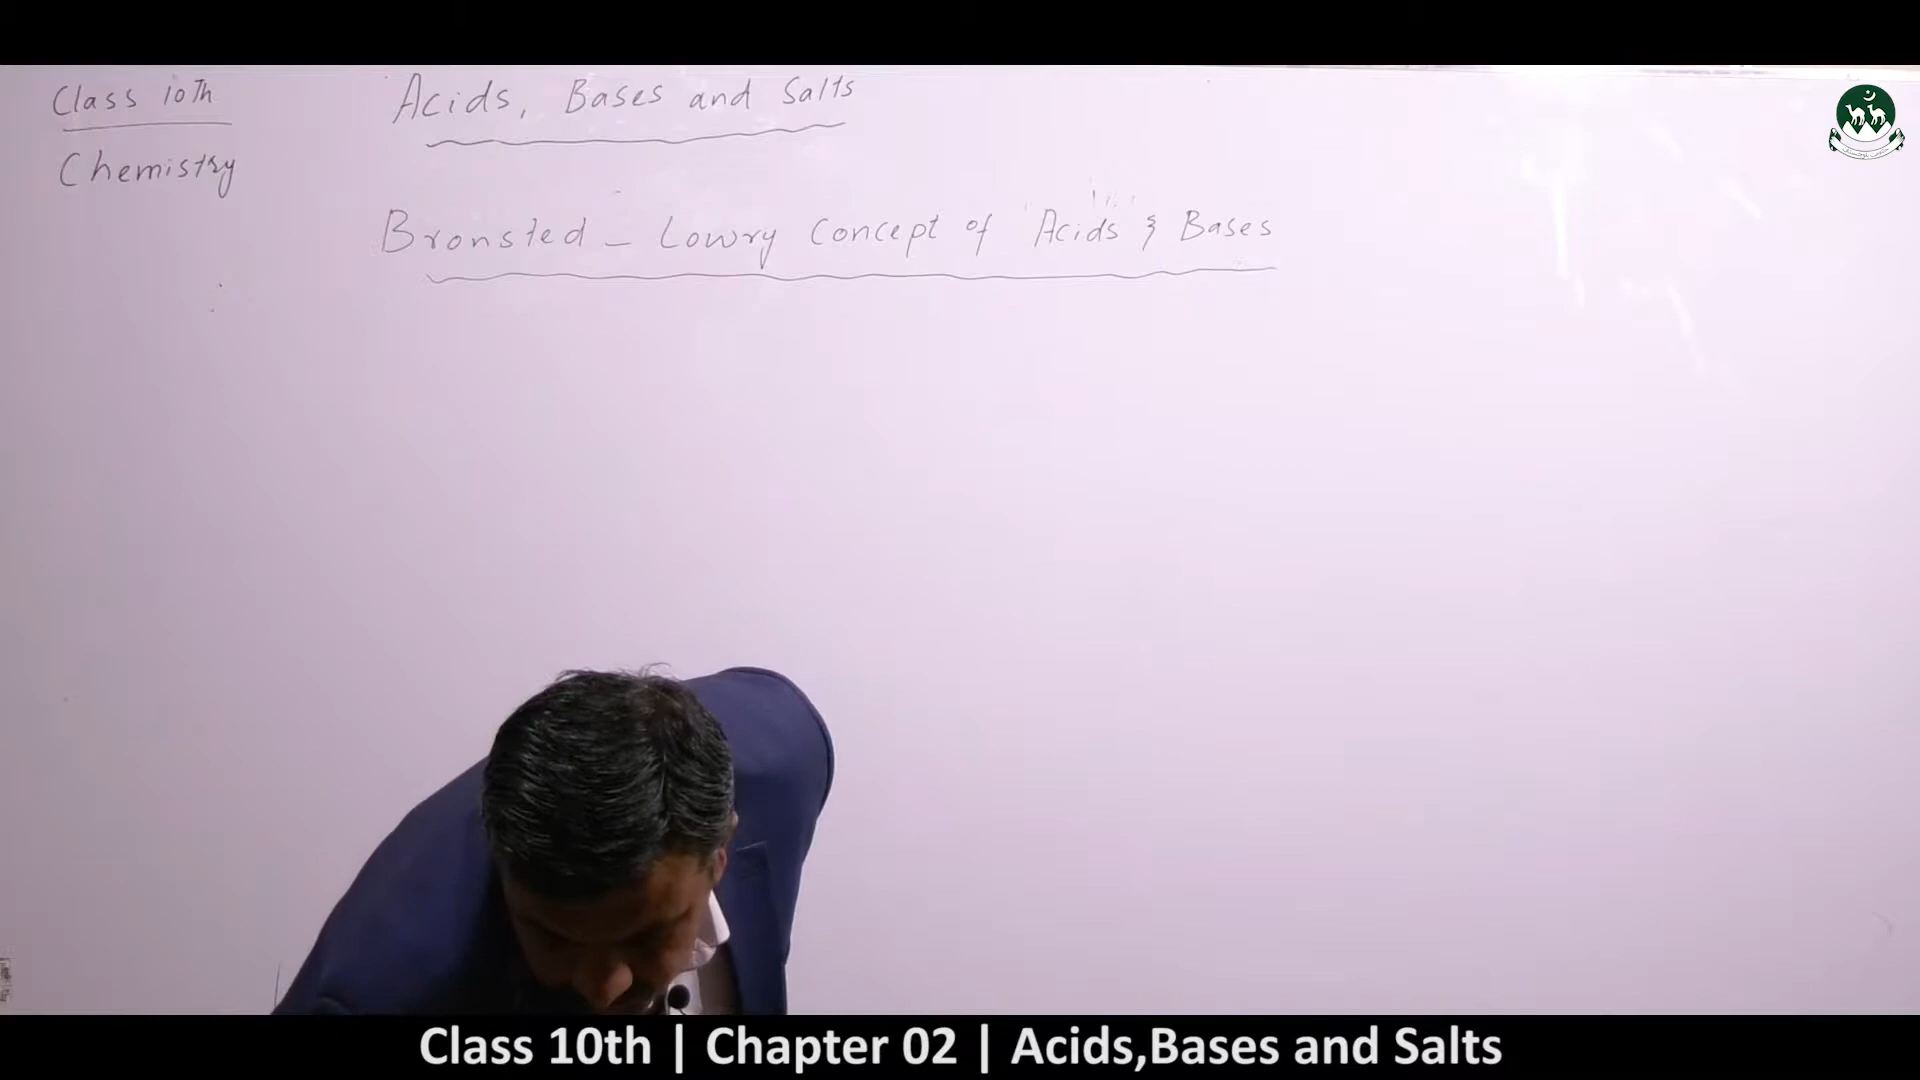 Class 10Th
Acids, Bases and Salts
Chemistry
Bronsted - Lowry Concept of Acids & Bases
Class 10th | Chapter 02 | Acids,Bases and Salts